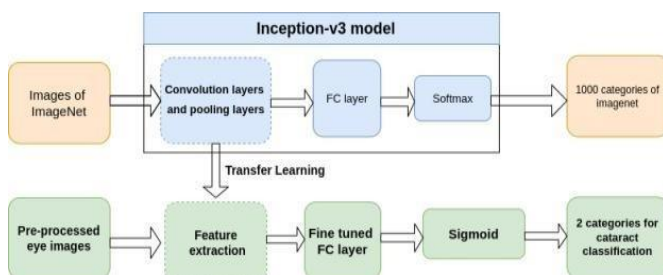 Inception-v3 model
Images of
ImageNet
Convolution layers
and pooling layers
FC layer
Softmax
1000 categories of
imagenet
Transfer Learning
Pre-processed
eye images
Feature
extraction
Fine tuned
FC layer
Sigmoid
2 categories for
cataract
classification